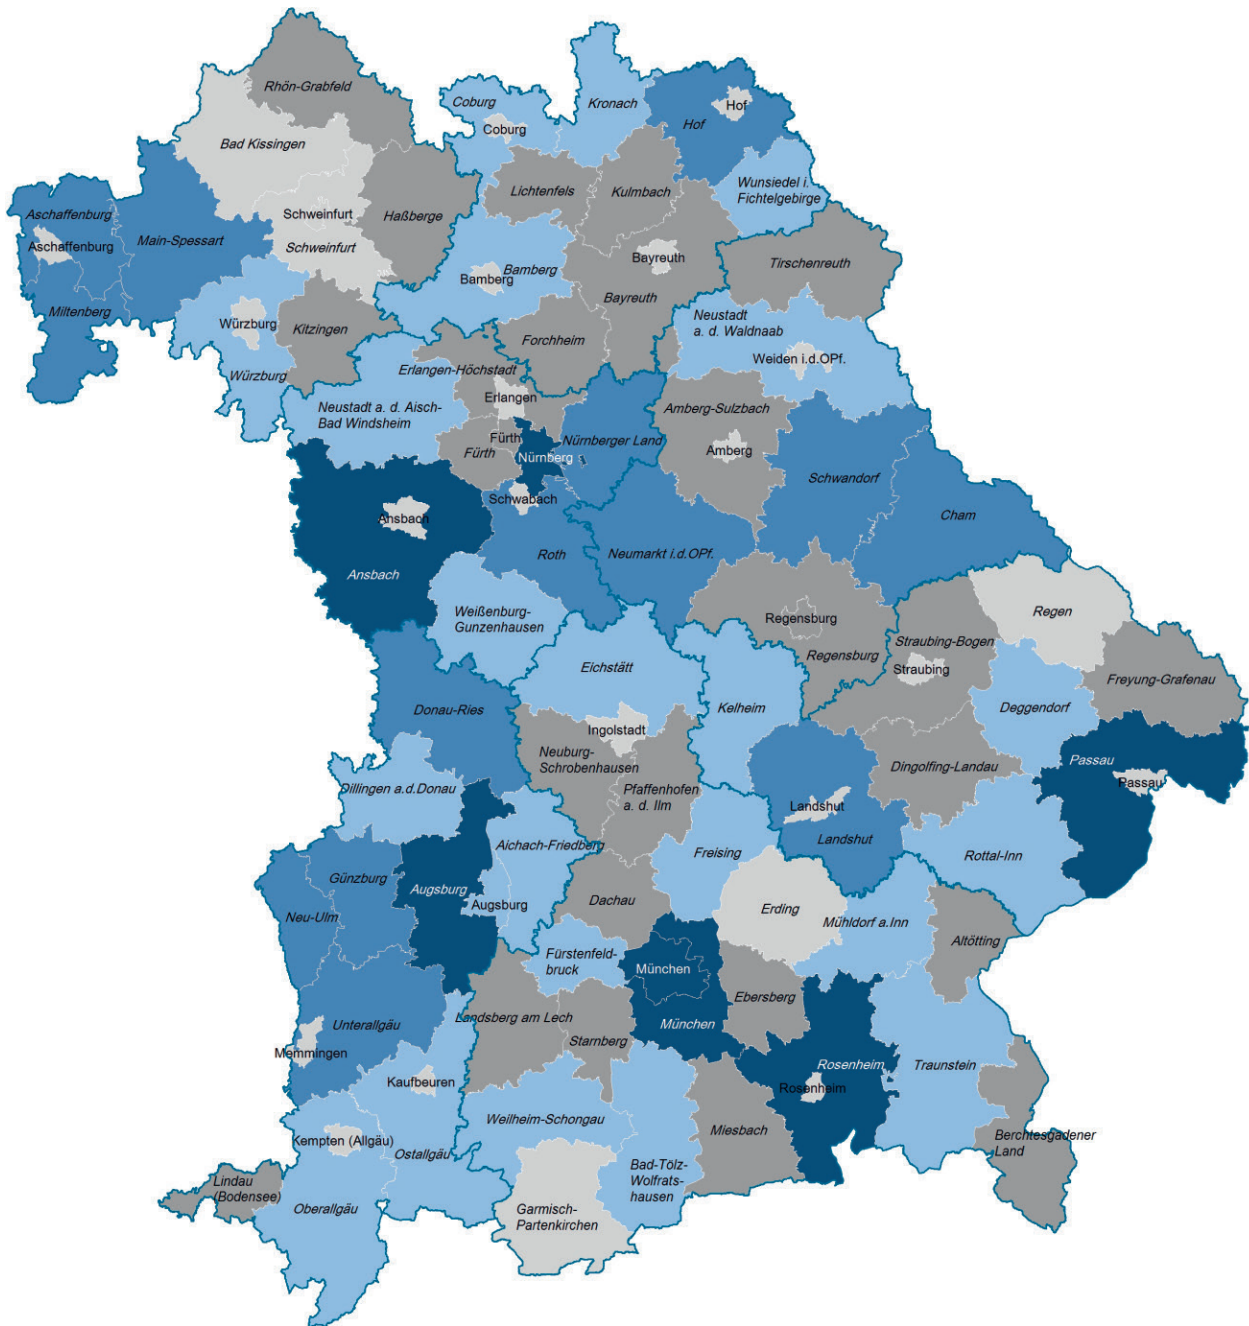 Rhön-Grabfeld
Coburg
Kronach
Hof
Hof
Coburg
Bad Kissingen
Lichtenfels
Kulmbach
Wunsiedel i.
Fichtelgebirge
Aschaffenburg
Schweinfurt
Haßberge
Aschaffenburg
Main-Spessart
Schweinfurt
Bayreuth
Tirschenreuth
Bamberg
Bamberg
Bayreuth
Miltenberg
Würzburg
Kitzingen
Forchheim
Neustadt
a. d. Waldnaab
Weiden i.d.OPf.
Würzburg
Erlangen-Höchstadt
Erlangen
Neustadt a. d. Aisch-
Bad Windsheim
Amberg-Sulzbach
Fürth
Fürth
Nürnberg
Nürnberger Land
Amberg
Schwandorf
Schwabach
Ansbach
Cham
Roth
Neumarkt i.d.OPf.
Ansbach
Weißenburg-
Gunzenhausen
Regensburg
Regensburg
Regen
Straubing-Bogen
Straubing
Eichstätt
Freyung-Grafenau
Donau-Ries
Kelheim
Deggendorf
Ingolstadt
Neuburg-
Schrobenhausen
Dingolfing-Landau
Passau
Passau
Dillingen a.d.Donau
Pfaffenhofen
a. d. Ilm
Landshut
Landshut
Aichach-Friedberg
Freising
Rottal-Inn
Günzburg
Augsburg
Augsburg
Dachau
Erding
Neu-Ulm
Mühldorf a.Inn
Altötting
Fürstenfeld-
bruck
München
Ebersberg
Unterallgäu
Landsberg am Lech
München
Starnberg
Memmingen
Rosenheim
Traunstein
Kaufbeuren
Rosenheim
Weilheim-Schongau
Miesbach
Kempten (Allgäu)
Ostallgäu
Berchtesgadener
Land
Lindau
(Bodensee)
Bad-Tölz-
Wolfrats-
hausen
Oberallgäu
Garmisch-
Partenkirchen